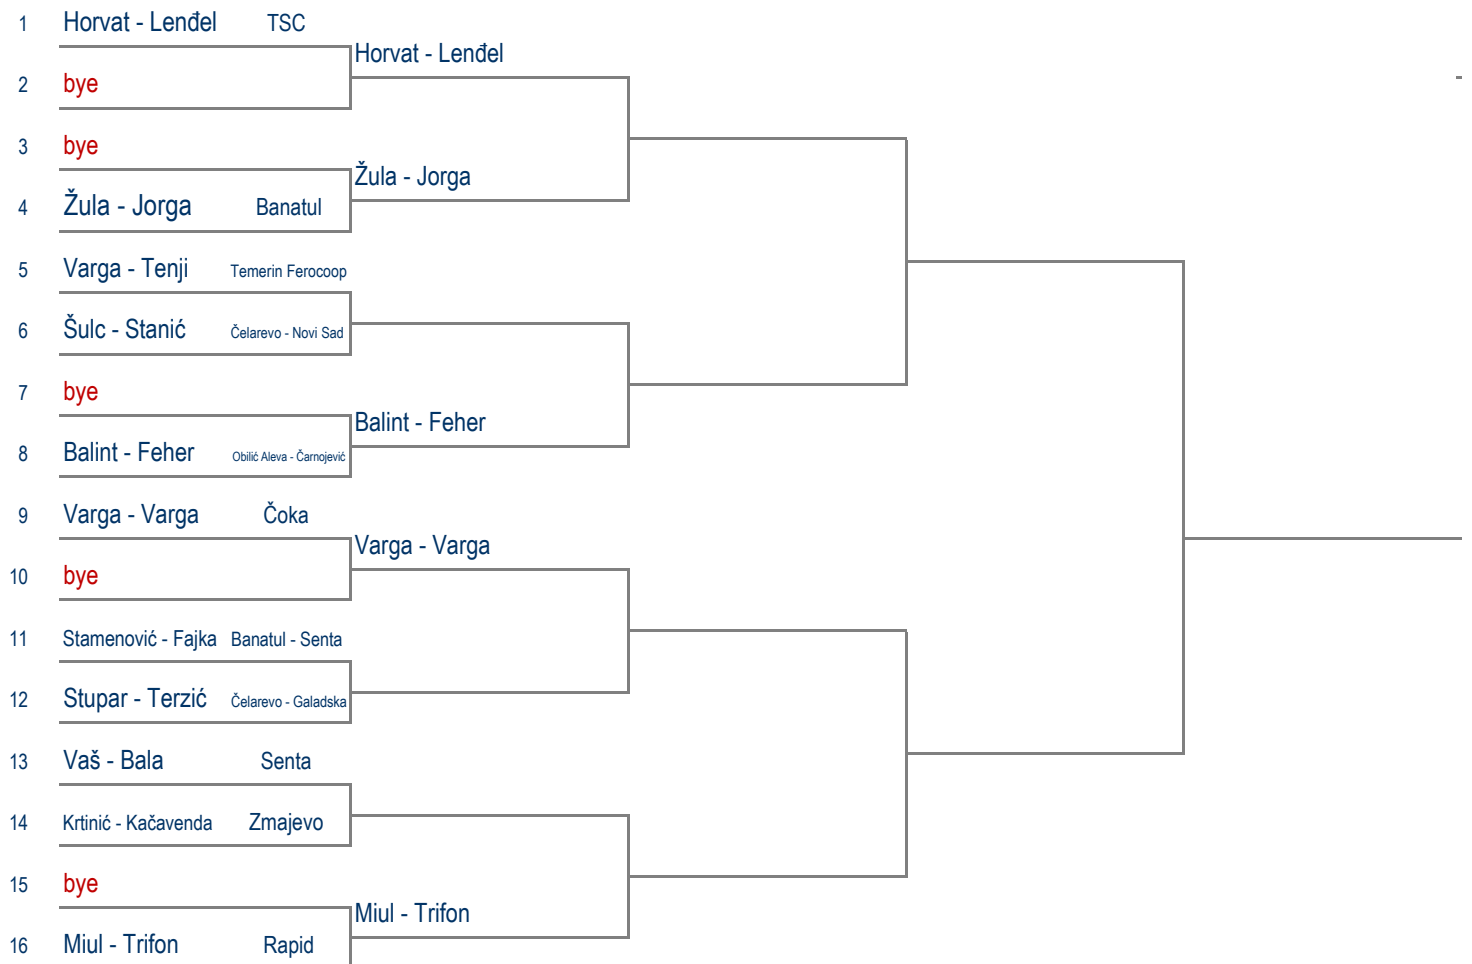 1 Horvat - Lenđel TSC
Horvat - Lenđel
2 bye
3 bye
Žula - Jorga
4 Žula - Jorga Banatul
5 Varga - Tenji Temerin Ferocoop
6 Šulc - Stanić Čelarevo - Novi Sad
7 bye
Balint - Feher
8 Balint - Feher Obilić Aleva - Čarnojević
9 Varga - Varga Čoka
Varga - Varga
10 bye
11 Stamenović - Fajka Banatul - Senta
12 Stupar - Terzić Čelarevo - Galadska
13 Vaš - Bala Senta
14 Krtinić - Kačavenda Zmajevo
15 bye
Miul - Trifon
16 Miul - Trifon Rapid